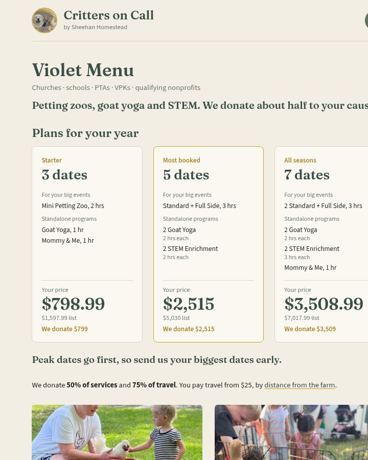 Critters on Call
by Sheehan Homestead
Violet Menu
Churches · schools · PTAs · VPKs · qualifying nonprofits
Petting zoos, goat yoga and STEM. We donate about half to your caus
Plans for your year
Starter
3 dates
For your big events
Mini Petting Zoo, 2 hrs
Standalone programs
Goat Yoga, 1 hr
Mommy & Me, 1 hr
Your price
$798.99
$1,597.99 list
We donate $799
Most booked
5 dates
For your big events
Standard + Full Side, 3 hrs
Standalone programs
2 Goat Yoga
2 hrs each
2 STEM Enrichment
2 hrs each
Your price
$2,515
$5,030 list
We donate $2,515
All seasons
7 dates
For your big events
2 Standard + Full Side, 3 hrs
Standalone programs
2 Goat Yoga
2 hrs each
2 STEM Enrichment
3 hrs each
Mommy & Me, 1 hr
Your price
$3,508.99
$7,017.99 list
We donate $3,509
Peak dates go first, so send us your biggest dates early.
We donate 50% of services and 75% of travel. You pay travel from $25, by distance from the farm.